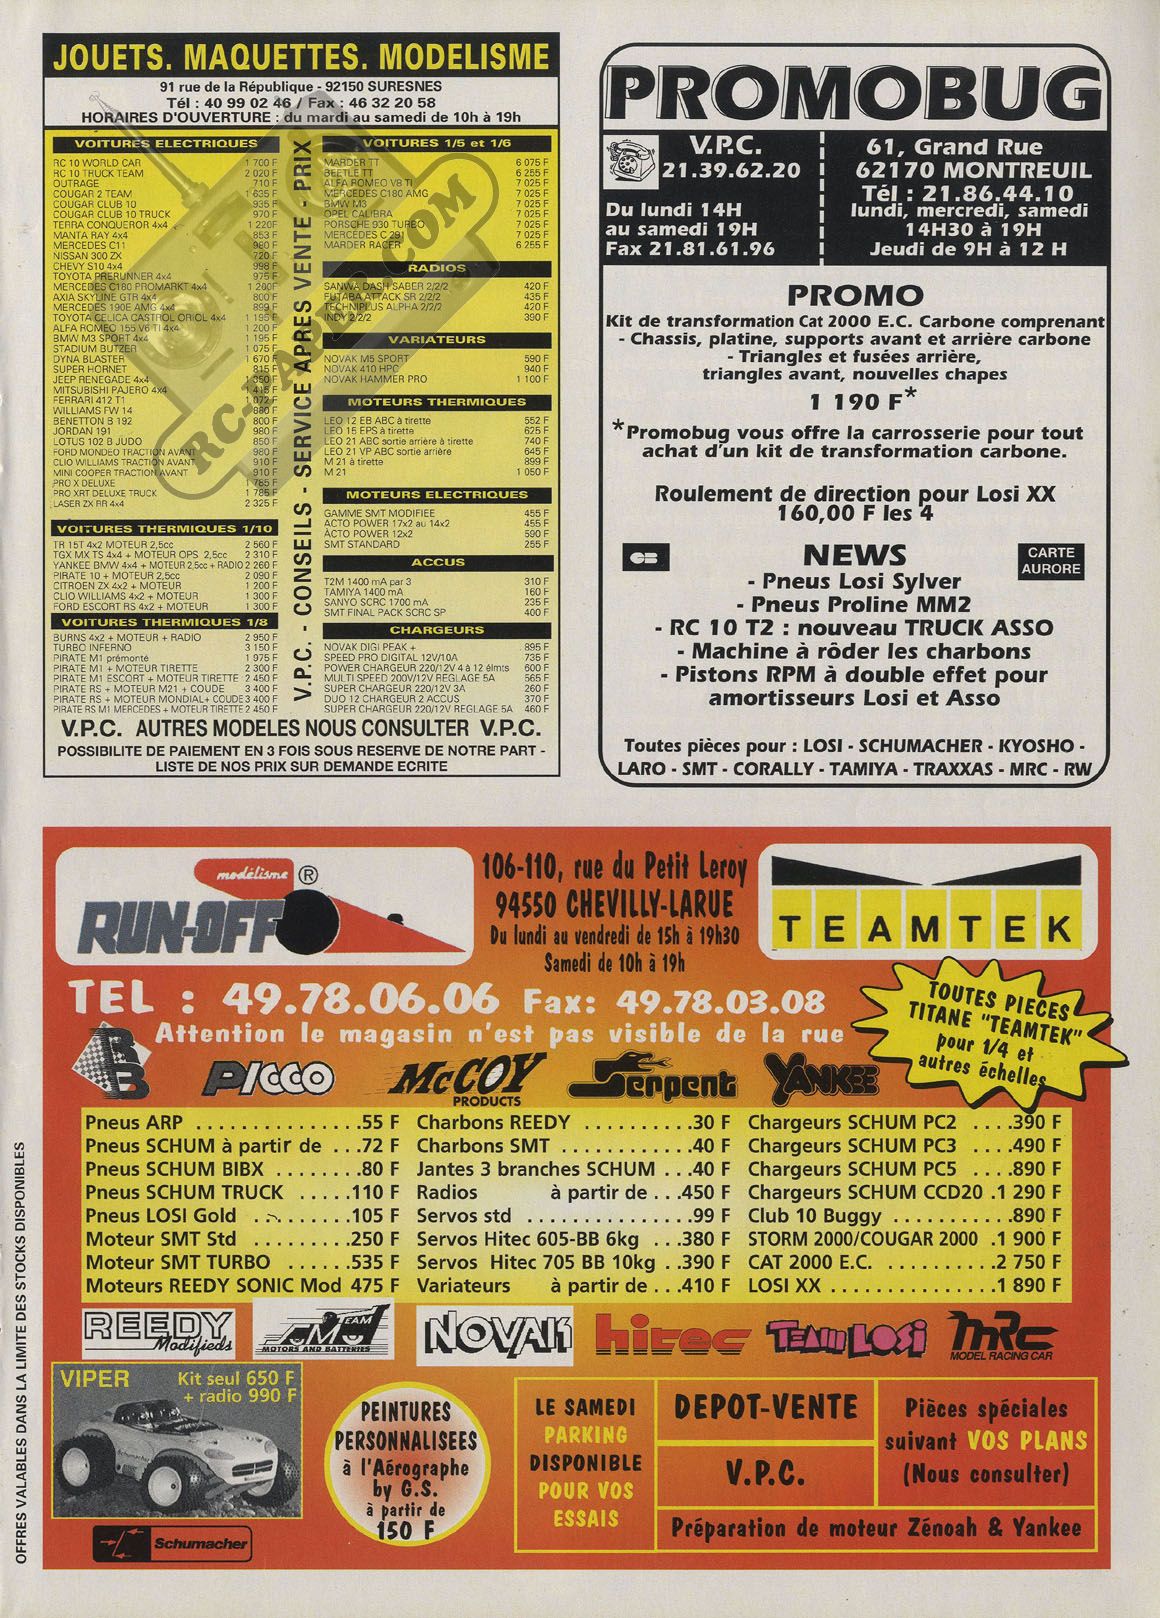 JOUETS. MAQUETTES. MODELISME
91 rue de la République - 92150 SURESNES
Tél : 40 99 02 46 / Fax : 46 32 20 58
HORAIRES D'OUVERTURE : du mardi au samedi de 10h à 19h
VOITURES ELECTRIQUES
RC 10 WORLD CAR 1 700 F
RC 10 TRUCK TEAM 2 020 F
OUTRAGE 710 F
COUGAR 2 TEAM 1 635 F
COUGAR CLUB 10 935 F
COUGAR CLUB 10 TRUCK 970 F
TERRA CONQUEROR 4x4 1 220F
MANTA RAY 4x4 853 F
MERCEDES C11 980 F
NISSAN 300 ZX 720 F
CHEVY S10 4x4 998 F
TOYOTA PRERUNNER 4x4 975 F
MERCEDES C180 PROMARKT 4x4 1 200 F
AXIA SKYLINE GTR 4x4 800 F
MERCEDES 190E AMG 4x4 899 F
TOYOTA CELICA CASTROL ORIOL 4x4 1 195 F
ALFA ROMEO 155 V6 TI 4x4 1 200 F
BMW M3 SPORT 4x4 1 195 F
STADIUM BLITZER 1 075 F
DYNA BLASTER 1 670 F
SUPER HORNET 815 F
JEEP RENEGADE 4x4 1 350 F
MITSUBISHI PAJERO 4x4 1 415 F
FERRARI 412 T1 1 072 F
WILLIAMS FW 14 880 F
BENETTON B 192 800 F
JORDAN 191 980 F
LOTUS 102 B JUDO 850 F
FORD MONDEO TRACTION AVANT 980 F
CLIO WILLIAMS TRACTION AVANT 910 F
MINI COOPER TRACTION AVANT 910 F
PRO X DELUXE 1 785 F
PRO XRT DELUXE TRUCK 1 785 F
LASER ZX RR 4x4 2 325 F
VOITURES THERMIQUES 1/10
TR 15T 4x2 MOTEUR 2,5cc 2 560 F
TGX MX TS 4x4 + MOTEUR OPS 2,5cc 2 310 F
YANKEE BMW 4x4 + MOTEUR 2,5cc + RADIO 2 260 F
PIRATE 10 + MOTEUR 2,5cc 2 090 F
CITROEN ZX 4x2 + MOTEUR 1 200 F
CLIO WILLIAMS 4x2 + MOTEUR 1 300 F
FORD ESCORT RS 4x2 + MOTEUR 1 300 F
VOITURES THERMIQUES 1/8
BURNS 4x2 + MOTEUR + RADIO 2 950 F
TURBO INFERNO 3 150 F
PIRATE M1 prémonté 1 975 F
PIRATE M1 + MOTEUR TIRETTE 2 300 F
PIRATE M1 ESCORT + MOTEUR TIRETTE 2 450 F
PIRATE RS + MOTEUR M21 + COUDE 3 400 F
PIRATE RS + MOTEUR MONDIAL+ COUDE 3 400 F
PIRATE RS M1 MERCEDES + MOTEUR TIRETTE 2 450 F
V.P.C. - CONSEILS - SERVICE APRES VENTE - PRIX
VOITURES 1/5 et 1/6
MARDER TT 6 075 F
BEETLE TT 6 255 F
ALFA ROMEO V8 TI 7 025 F
MERCEDES C180 AMG 7 025 F
BMW M3 7 025 F
OPEL CALIBRA 7 025 F
PORSCHE 930 TURBO 7 025 F
MERCEDES C 291 7 025 F
MARDER RACER 6 255 F
RADIOS
SANWA DASH SABER 2/2/2 420 F
FUTABA ATTACK SR 2/2/2 435 F
TECHNIPLUS ALPHA 2/2/2 420 F
INDY 2/2/2 390 F
VARIATEURS
NOVAK M5 SPORT 590 F
NOVAK 410 HPC 940 F
NOVAK HAMMER PRO 1 100 F
MOTEURS THERMIQUES
LEO 12 EB ABC à tirette 552 F
LEO 15 EPS à tirette 625 F
LEO 21 ABC sortie arrière à tirette 740 F
LEO 21 VP ABC sortie arrière 645 F
M 21 à tirette 899 F
M 21 1 050 F
MOTEURS ELECTRIQUES
GAMME SMT MODIFIEE 455 F
ACTO POWER 17x2 au 14x2 455 F
ACTO POWER 12x2 590 F
SMT STANDARD 255 F
ACCUS
T2M 1400 mA par 3 310 F
TAMIYA 1400 mA 160 F
SANYO SCRC 1700 mA 235 F
SMT FINAL PACK SCRC SP 400 F
CHARGEURS
NOVAK DIGI PEAK + 895 F
SPEED PRO DIGITAL 12V/10A 735 F
POWER CHARGEUR 220/12V 4 à 12 élmts 600 F
MULTI SPEED 200V/12V REGLAGE 5A 565 F
SUPER CHARGEUR 220/12V 3A 260 F
DUO 12 CHARGEUR 2 ACCUS 370 F
SUPER CHARGEUR 220/12V REGLAGE 5A 460 F
V.P.C. AUTRES MODELES NOUS CONSULTER V.P.C.
POSSIBILITE DE PAIEMENT EN 3 FOIS SOUS RESERVE DE NOTRE PART -
LISTE DE NOS PRIX SUR DEMANDE ECRITE
RC-PAPER.COM
PROMOBUG
V.P.C.
21.39.62.20
Du lundi 14H
au samedi 19H
Fax 21.81.61.96
61, Grand Rue
62170 MONTREUIL
Tél : 21.86.44.10
lundi, mercredi, samedi
14H30 à 19H
Jeudi de 9H à 12 H
PROMO
Kit de transformation Cat 2000 E.C. Carbone comprenant
- Chassis, platine, supports avant et arrière carbone
- Triangles et fusées arrière,
triangles avant, nouvelles chapes
1 190 F*
*Promobug vous offre la carrosserie pour tout
achat d'un kit de transformation carbone.
Roulement de direction pour Losi XX
160,00 F les 4
CB
NEWS
CARTE
AURORE
- Pneus Losi Sylver
- Pneus Proline MM2
- RC 10 T2 : nouveau TRUCK ASSO
- Machine à rôder les charbons
- Pistons RPM à double effet pour
amortisseurs Losi et Asso
Toutes pièces pour : LOSI - SCHUMACHER - KYOSHO -
LARO - SMT - CORALLY - TAMIYA - TRAXXAS - MRC - RW
modélisme ®
RUN-OFF
106-110, rue du Petit Leroy
94550 CHEVILLY-LARUE
Du lundi au vendredi de 15h à 19h30
Samedi de 10h à 19h
TEAMTEK
TEL : 49.78.06.06 Fax: 49.78.03.08
Attention le magasin n'est pas visible de la rue
TOUTES PIECES
TITANE "TEAMTEK"
pour 1/4 et
autres échelles
RB
PICCO
McCOY
PRODUCTS
Serpent
YANKEE
Pneus ARP . . . . . . . . . . . . . . .55 F
Pneus SCHUM à partir de . . .72 F
Pneus SCHUM BIBX . . . . . . . .80 F
Pneus SCHUM TRUCK . . . . .110 F
Pneus LOSI Gold . . . . . . . . .105 F
Moteur SMT Std . . . . . . . . .250 F
Moteur SMT TURBO . . . . . .535 F
Moteurs REEDY SONIC Mod 475 F
Charbons REEDY . . . . . . . . . .30 F
Charbons SMT . . . . . . . . . . . .40 F
Jantes 3 branches SCHUM . . .40 F
Radios à partir de . . .450 F
Servos std . . . . . . . . . . . . . . .99 F
Servos Hitec 605-BB 6kg . . .380 F
Servos Hitec 705 BB 10kg . .390 F
Variateurs à partir de . . .410 F
Chargeurs SCHUM PC2 . . . .390 F
Chargeurs SCHUM PC3 . . . .490 F
Chargeurs SCHUM PC5 . . . .890 F
Chargeurs SCHUM CCD20 .1 290 F
Club 10 Buggy . . . . . . . . . . .890 F
STORM 2000/COUGAR 2000 .1 900 F
CAT 2000 E.C. . . . . . . . . . .2 750 F
LOSI XX . . . . . . . . . . . . . . .1 890 F
REEDY
Modifieds
TEAM
SMT
MOTORS AND BATTERIES
NOVAK
hitec
TEAM LOSI
MRC
MODEL RACING CAR
VIPER
Kit seul 650 F
+ radio 990 F
Schumacher
PEINTURES
PERSONNALISEES
à l'Aérographe
by G.S.
à partir de
150 F
LE SAMEDI
PARKING
DISPONIBLE
POUR VOS
ESSAIS
DEPOT-VENTE
V.P.C.
Pièces spéciales
suivant VOS PLANS
(Nous consulter)
Préparation de moteur Zénoah & Yankee
OFFRES VALABLES DANS LA LIMITE DES STOCKS DISPONIBLES